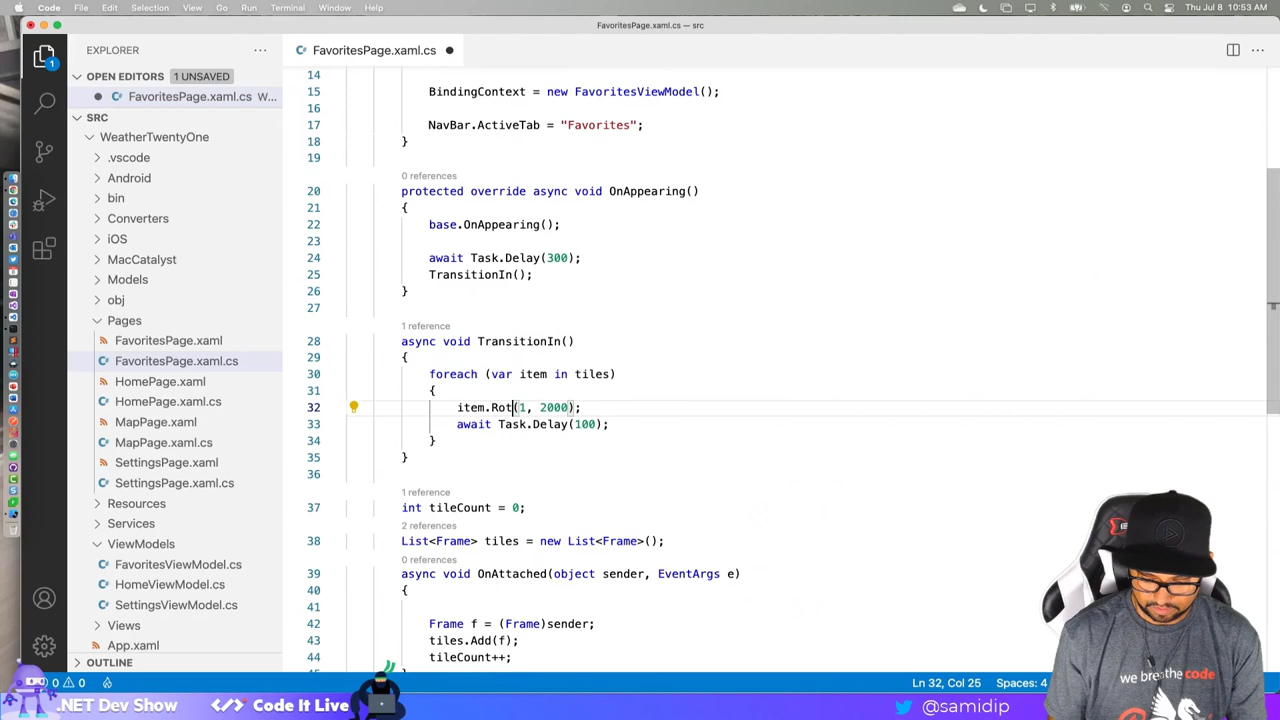 Code File Edit Selection View Go Run Terminal Window Help Thu Jul 8 10:53 AM
FavoritesPage.xaml.cs — src
EXPLORER
FavoritesPage.xaml.cs
OPEN EDITORS 1 UNSAVED
FavoritesPage.xaml.cs W...
SRC
WeatherTwentyOne
.vscode
Android
bin
Converters
iOS
MacCatalyst
Models
obj
Pages
FavoritesPage.xaml
FavoritesPage.xaml.cs
HomePage.xaml
HomePage.xaml.cs
MapPage.xaml
MapPage.xaml.cs
SettingsPage.xaml
SettingsPage.xaml.cs
Resources
Services
ViewModels
FavoritesViewModel.cs
HomeViewModel.cs
SettingsViewModel.cs
Views
App.xaml
OUTLINE
1
14
15 BindingContext = new FavoritesViewModel();
16
17 NavBar.ActiveTab = "Favorites";
18 }
19
0 references
20 protected override async void OnAppearing()
21 {
22 base.OnAppearing();
23
24 await Task.Delay(300);
25 TransitionIn();
26 }
27
1 reference
28 async void TransitionIn()
29 {
30 foreach (var item in tiles)
31 {
32 item.Rot(1, 2000);
33 await Task.Delay(100);
34 }
35 }
36
1 reference
37 int tileCount = 0;
2 references
38 List<Frame> tiles = new List<Frame>();
0 references
39 async void OnAttached(object sender, EventArgs e)
40 {
41
42 Frame f = (Frame)sender;
43 tiles.Add(f);
44 tileCount++;
0 0 Ln 32, Col 25 Spaces: 4
we breathe code
.NET Dev Show </> Code It Live @samidip